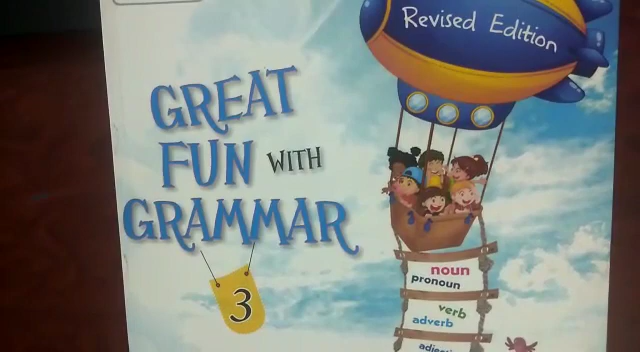 Revised Edition
GREAT
FUN WITH
GRAMMAR
3
noun
pronoun
verb
adverb